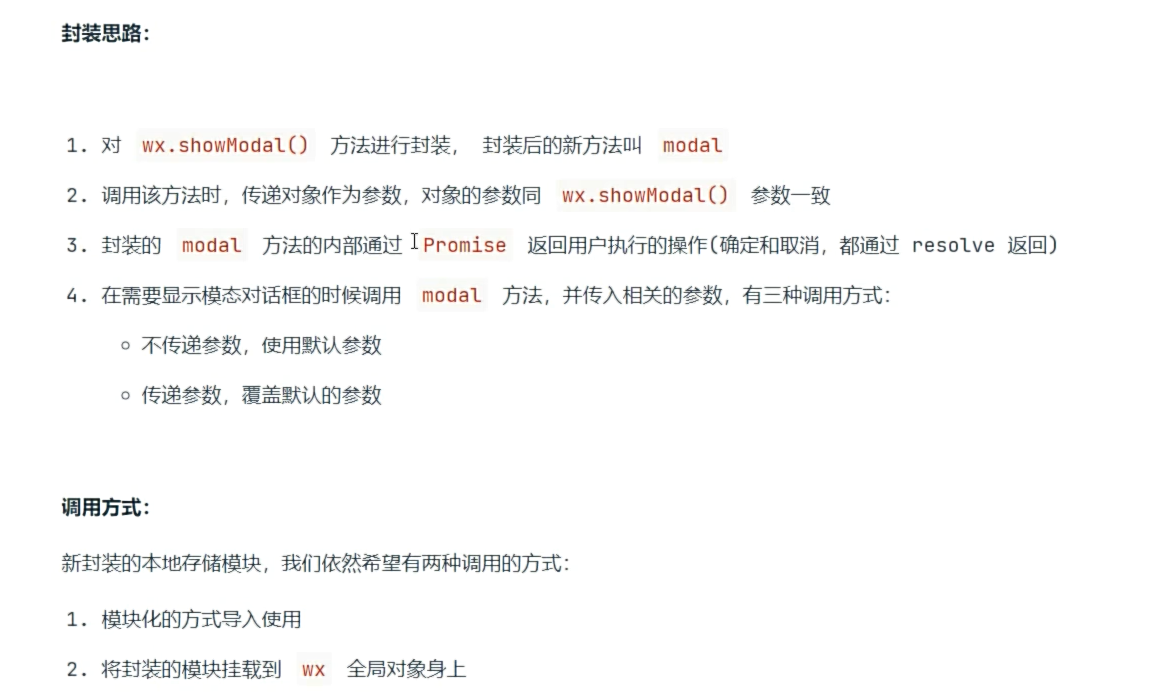 封装思路：
1. 对 wx.showModal() 方法进行封装， 封装后的新方法叫 modal
2. 调用该方法时，传递对象作为参数，对象的参数同 wx.showModal() 参数一致
3. 封装的 modal 方法的内部通过 Promise 返回用户执行的操作(确定和取消，都通过 resolve 返回)
4. 在需要显示模态对话框的时候调用 modal 方法，并传入相关的参数，有三种调用方式：
○ 不传递参数，使用默认参数
○ 传递参数，覆盖默认的参数
调用方式：
新封装的本地存储模块，我们依然希望有两种调用的方式：
1. 模块化的方式导入使用
2. 将封装的模块挂载到 wx 全局对象身上